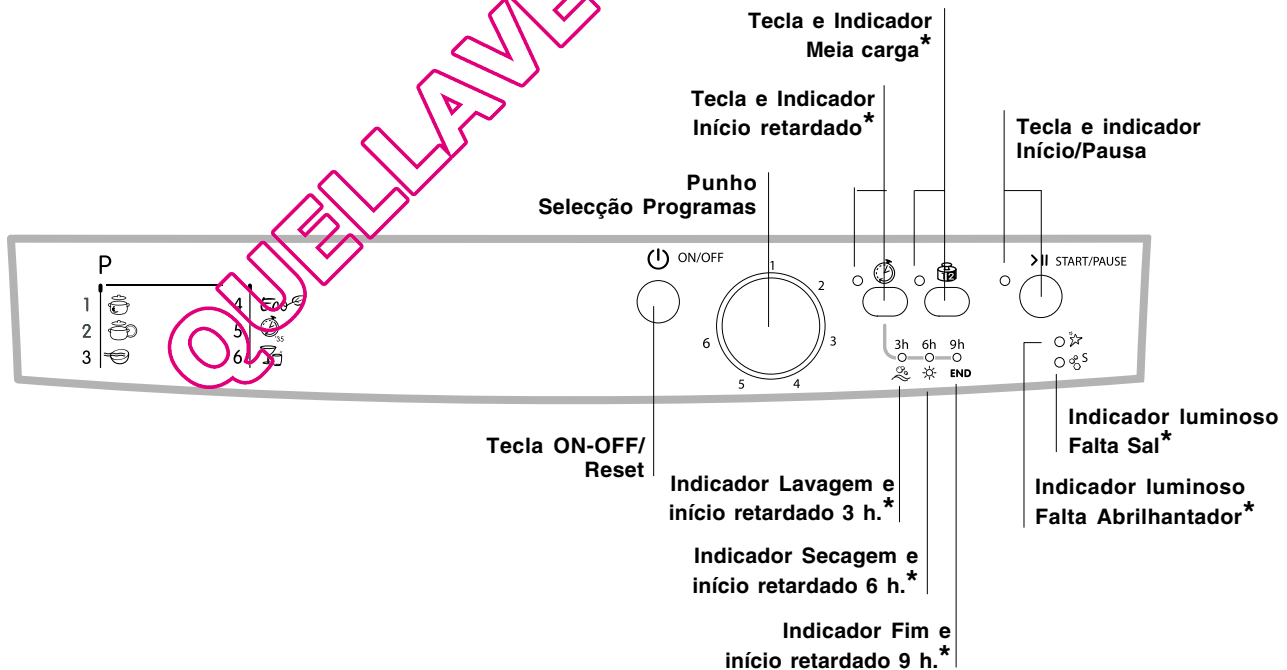 Tecla e Indicador
Meia carga*
Tecla e Indicador
Início retardado*
Tecla e indicador
Início/Pausa
Punho
Selecção Programas
QUELLAVE
P
1
2
3
4 Eco
5 35
6
ON/OFF
1
2
3
4
5
6
START/PAUSE
3h 6h 9h
END
S
Tecla ON-OFF/
Reset
Indicador luminoso
Falta Sal*
Indicador Lavagem e
início retardado 3 h.*
Indicador luminoso
Falta Abrilhantador*
Indicador Secagem e
início retardado 6 h.*
Indicador Fim e
início retardado 9 h.*